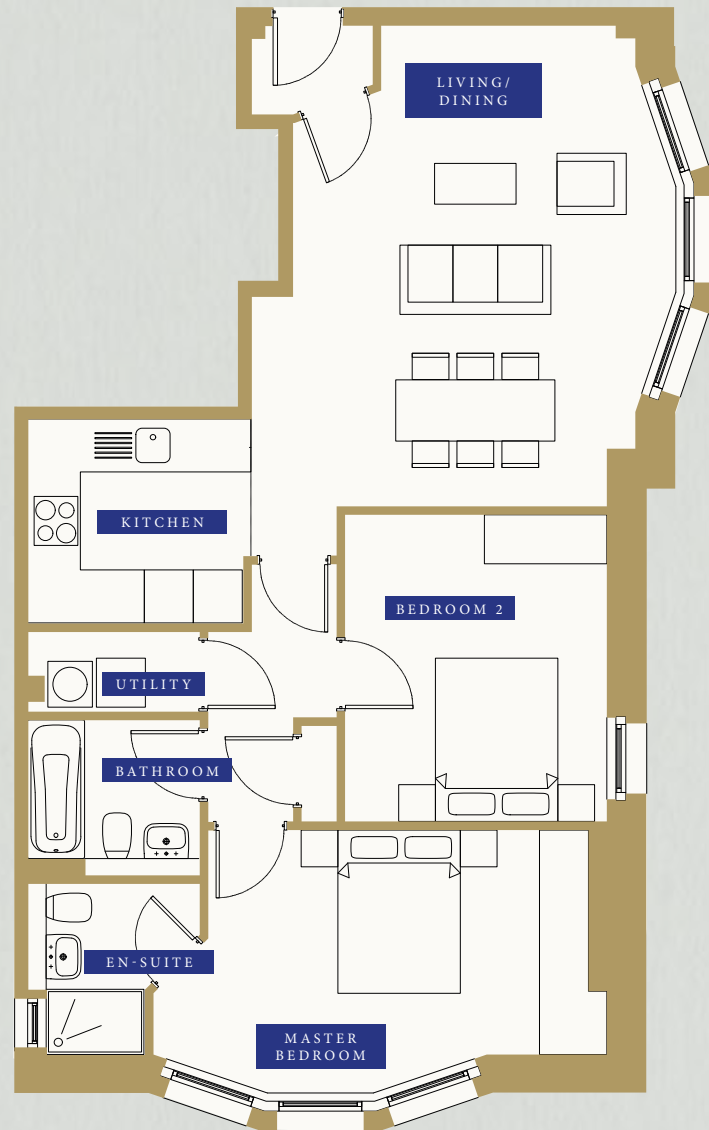 LIVING/
DINING
KITCHEN
BEDROOM 2
UTILITY
BATHROOM
EN-SUITE
MASTER
BEDROOM